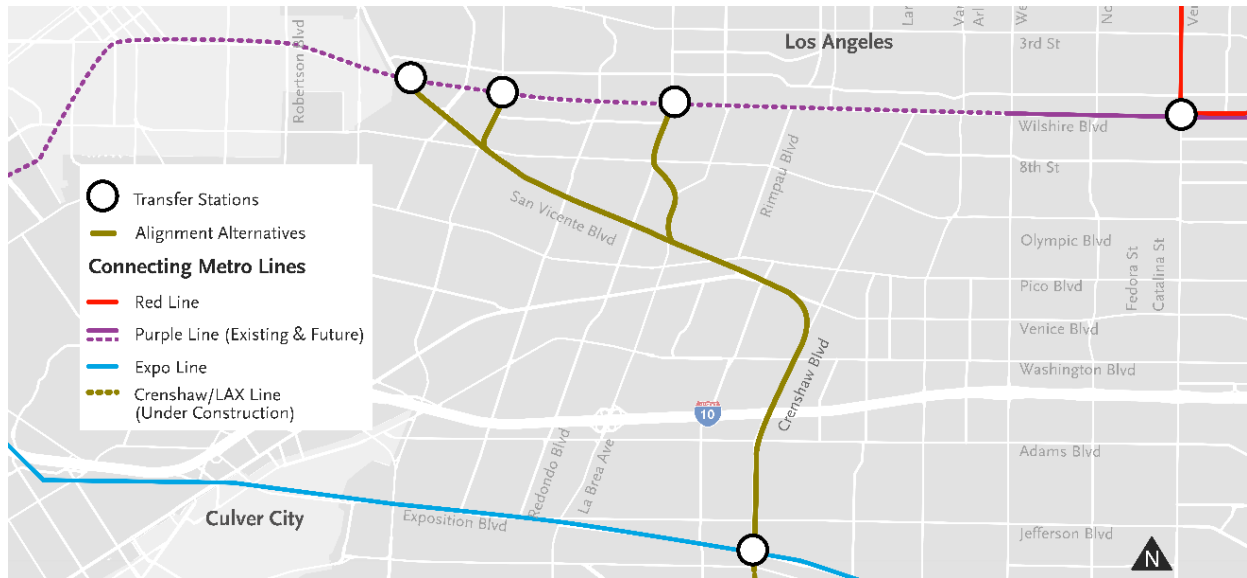 Robertson Blvd
Los Angeles
3rd St
Wilshire Blvd
8th St
Rimpau Blvd
San Vicente Blvd
Olympic Blvd
Pico Blvd
Fedora St
Catalina St
Venice Blvd
Washington Blvd
Crenshaw Blvd
10
Adams Blvd
Redondo Blvd
La Brea Ave
Culver City
Exposition Blvd
Jefferson Blvd
N
Transfer Stations
Alignment Alternatives
Connecting Metro Lines
Red Line
Purple Line (Existing & Future)
Expo Line
Crenshaw/LAX Line
(Under Construction)